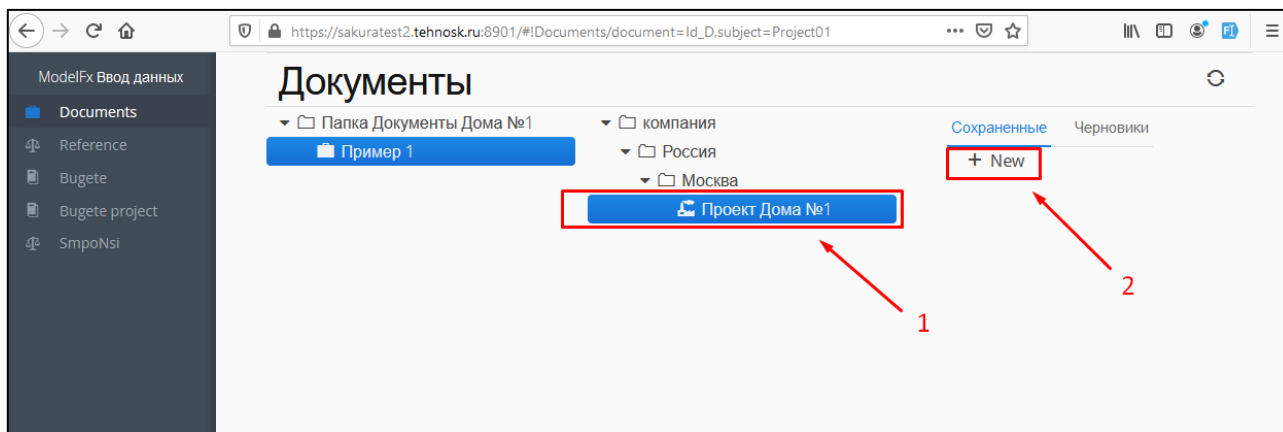 https://sakuratest2.tehnosk.ru:8901/#!Documents/document=Id_D,subject=Project01
ModelFx Ввод данных
Documents
Reference
Bugete
Bugete project
SmpoNsi
Документы
Папка Документы Дома №1
Пример 1
компания
Россия
Москва
Проект Дома №1
Сохраненные
Черновики
+ New
1
2